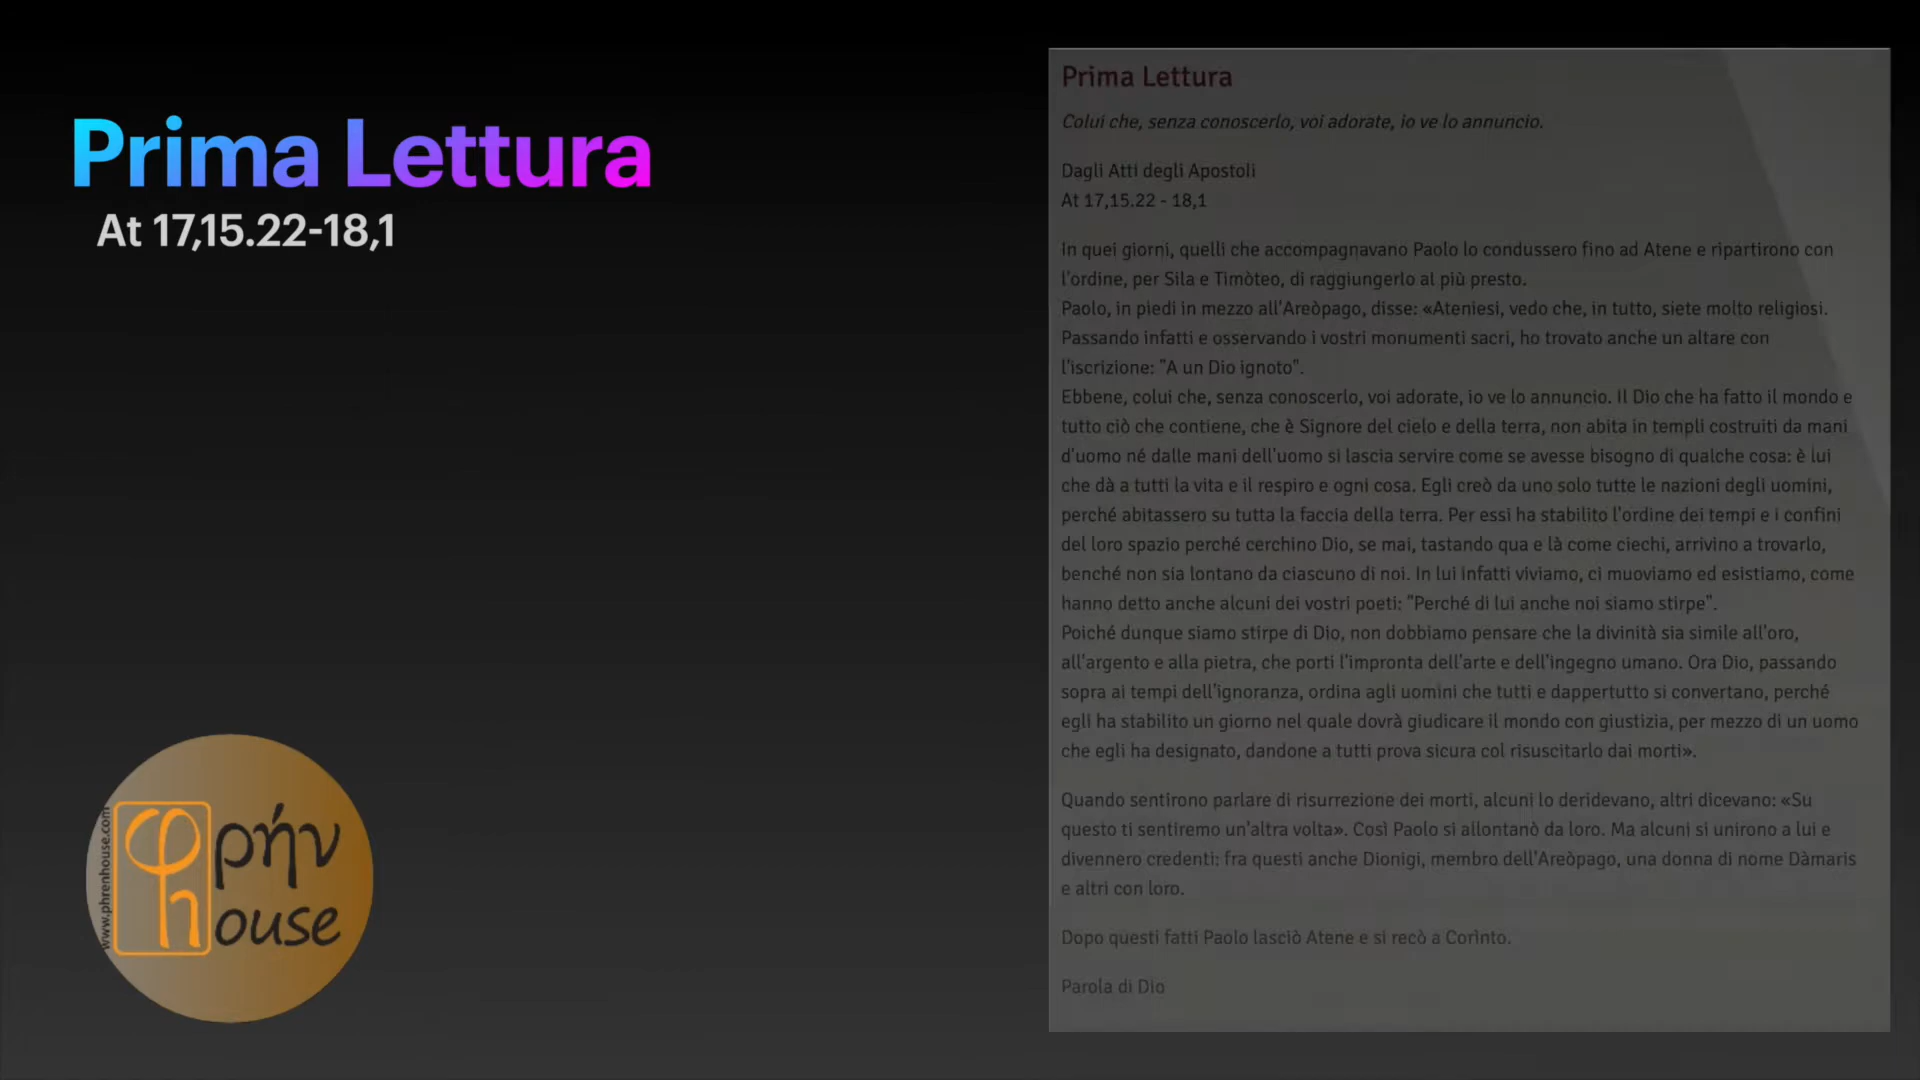 Prima Lettura
At 17,15.22-18,1
Prima Lettura
Colui che, senza conoscerlo, voi adorate, io ve lo annuncio.
Dagli Atti degli Apostoli
At 17,15.22 - 18,1
In quei giorni, quelli che accompagnavano Paolo lo condussero fino ad Atene e ripartirono con
l'ordine, per Sila e Timòteo, di raggiungerlo al più presto.
Paolo, in piedi in mezzo all'Areòpago, disse: «Ateniesi, vedo che, in tutto, siete molto religiosi.
Passando infatti e osservando i vostri monumenti sacri, ho trovato anche un altare con
l'iscrizione: "A un Dio ignoto".
Ebbene, colui che, senza conoscerlo, voi adorate, io ve lo annuncio. Il Dio che ha fatto il mondo e
tutto ciò che contiene, che è Signore del cielo e della terra, non abita in templi costruiti da mani
d'uomo né dalle mani dell'uomo si lascia servire come se avesse bisogno di qualche cosa: è lui
che dà a tutti la vita e il respiro e ogni cosa. Egli creò da uno solo tutte le nazioni degli uomini,
perché abitassero su tutta la faccia della terra. Per essi ha stabilito l'ordine dei tempi e i confini
del loro spazio perché cerchino Dio, se mai, tastando qua e là come ciechi, arrivino a trovarlo,
benché non sia lontano da ciascuno di noi. In lui infatti viviamo, ci muoviamo ed esistiamo, come
hanno detto anche alcuni dei vostri poeti: "Perché di lui anche noi siamo stirpe".
Poiché dunque siamo stirpe di Dio, non dobbiamo pensare che la divinità sia simile all'oro,
all'argento e alla pietra, che porti l'impronta dell'arte e dell'ingegno umano. Ora Dio, passando
sopra ai tempi dell'ignoranza, ordina agli uomini che tutti e dappertutto si convertano, perché
egli ha stabilito un giorno nel quale dovrà giudicare il mondo con giustizia, per mezzo di un uomo
che egli ha designato, dandone a tutti prova sicura col risuscitarlo dai morti».
Quando sentirono parlare di risurrezione dei morti, alcuni lo deridevano, altri dicevano: «Su
questo ti sentiremo un'altra volta». Così Paolo si allontanò da loro. Ma alcuni si unirono a lui e
divennero credenti: fra questi anche Dionigi, membro dell'Areòpago, una donna di nome Dàmaris
e altri con loro.
Dopo questi fatti Paolo lasciò Atene e si recò a Corìnto.
Parola di Dio
www.phrenhouse.com
φρήν
house